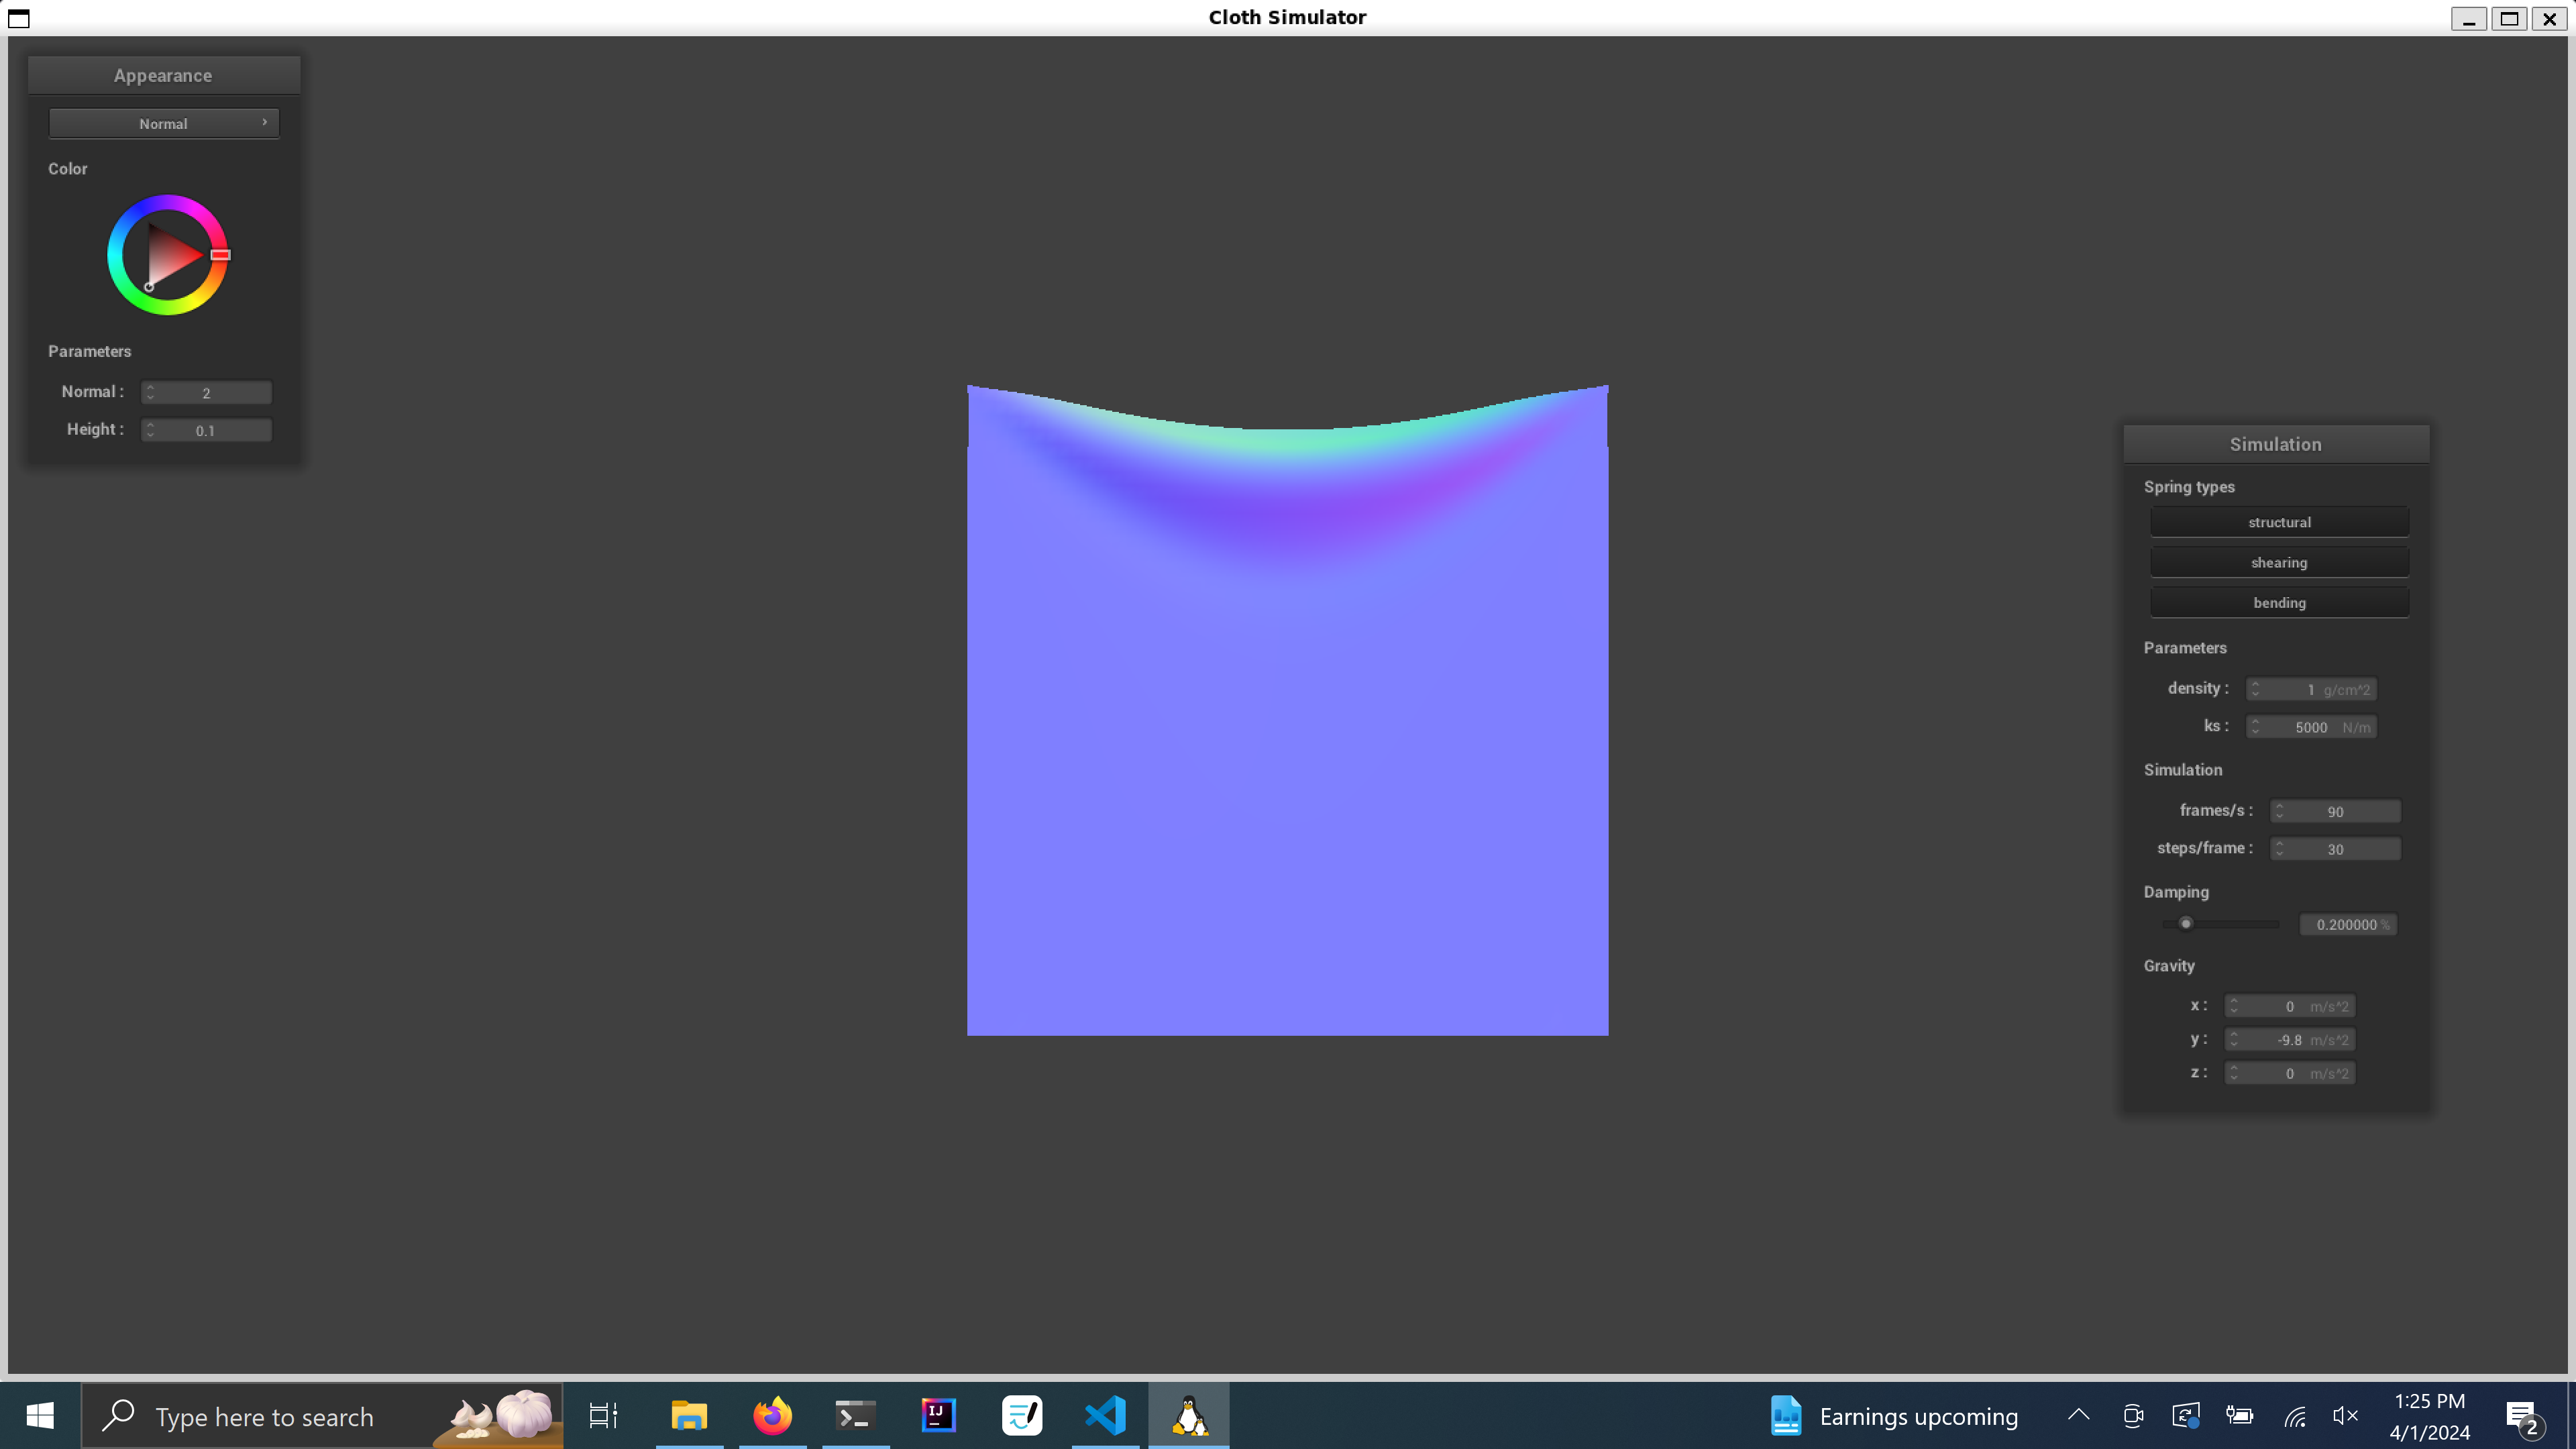 Cloth Simulator
Appearance
Normal
Color
Parameters
Normal : 2
Height : 0.1
Simulation
Spring types
structural
shearing
bending
Parameters
density : 1 g/cm^2
ks : 5000 N/m
Simulation
frames/s : 90
steps/frame : 30
Damping
0.200000 %
Gravity
x : 0 m/s^2
y : -9.8 m/s^2
z : 0 m/s^2
Type here to search
IJ
Earnings upcoming
1:25 PM
4/1/2024
2